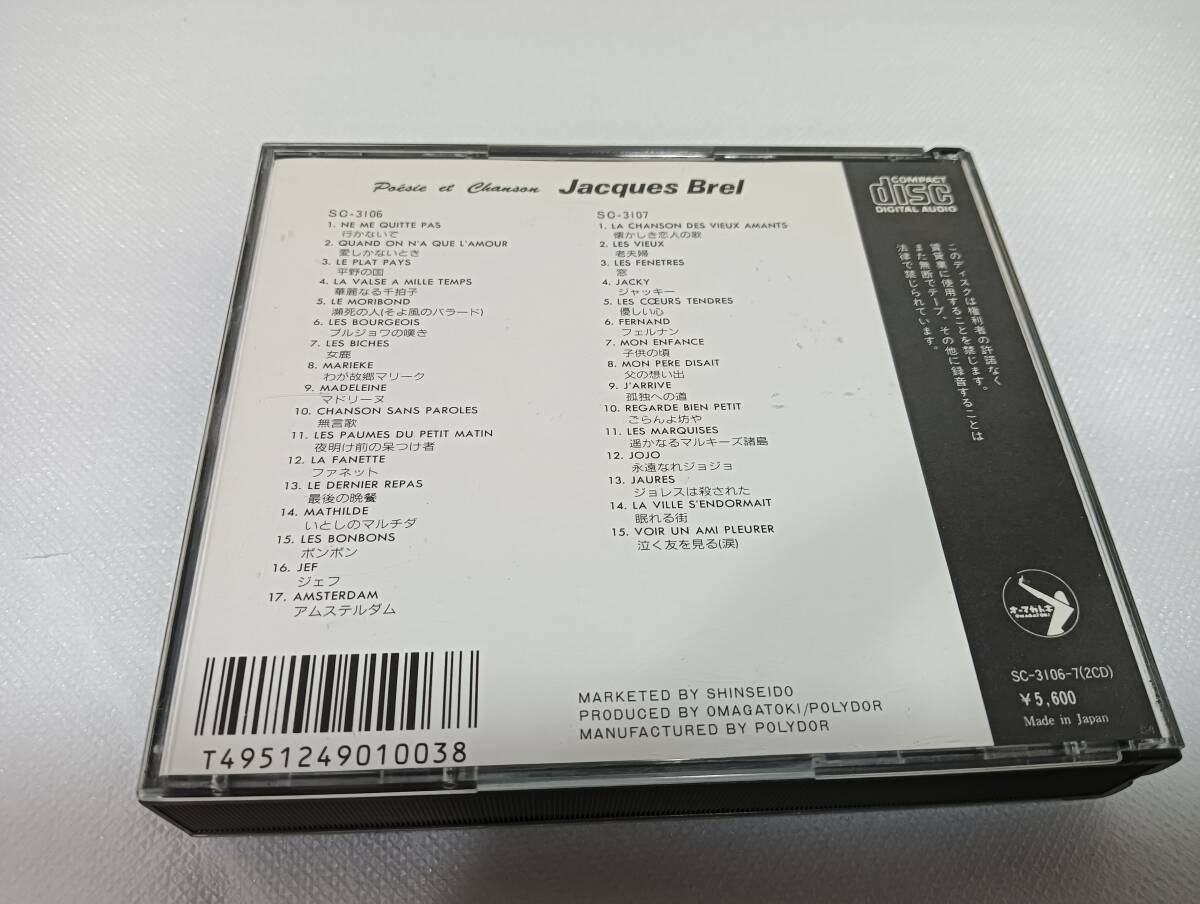 Poésie et Chanson Jacques Brel
SC-3106
1. NE ME QUITTE PAS
行かないで
2. QUAND ON N'A QUE L'AMOUR
愛しかないとき
3. LE PLAT PAYS
平野の国
4. LA VALSE A MILLE TEMPS
華麗なる千拍子
5. LE MORIBOND
瀕死の人(そよ風のバラード)
6. LES BOURGEOIS
ブルジョワの嘆き
7. LES BICHES
女鹿
8. MARIEKE
わが故郷マリーク
9. MADELEINE
マドリーヌ
10. CHANSON SANS PAROLES
無言歌
11. LES PAUMES DU PETIT MATIN
夜明け前の呆つけ者
12. LA FANETTE
ファネット
13. LE DERNIER REPAS
最後の晩餐
14. MATHILDE
いとしのマルチダ
15. LES BONBONS
ボンボン
16. JEF
ジェフ
17. AMSTERDAM
アムステルダム
SC-3107
1. LA CHANSON DES VIEUX AMANTS
懐かしき恋人の歌
2. LES VIEUX
老夫婦
3. LES FENETRES
窓
4. JACKY
ジャッキー
5. LES CŒURS TENDRES
優しい心
6. FERNAND
フェルナン
7. MON ENFANCE
子供の頃
8. MON PERE DISAIT
父の想い出
9. J'ARRIVE
孤独への道
10. REGARDE BIEN PETIT
ごらんよ坊や
11. LES MARQUISES
遥かなるマルキーズ諸島
12. JOJO
永遠なれジョジョ
13. JAURES
ジョレスは殺された
14. LA VILLE S'ENDORMAIT
眠れる街
15. VOIR UN AMI PLEURER
泣く友を見る(涙)
T4951249010038
MARKETED BY SHINSEIDO
PRODUCED BY OMAGATOKI/POLYDOR
MANUFACTURED BY POLYDOR
COMPACT
disc
DIGITAL AUDIO
このディスクは権利者の許諾なく
賃貸業に使用することを禁じます。
また無断でテープ、その他に録音することは
法律で禁じられています。
オーマガトキ
OMAGATOKI
SC-3106-7(2CD)
¥5,600
Made in Japan